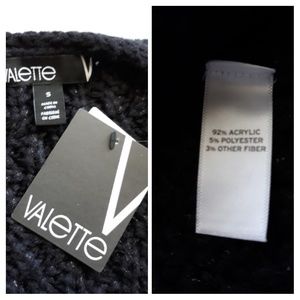 VALETTE V
S
MADE IN
CHINA
FABRIQUÉ
EN CHINE
VALETTE V
92% ACRYLIC
5% POLYESTER
3% OTHER FIBER